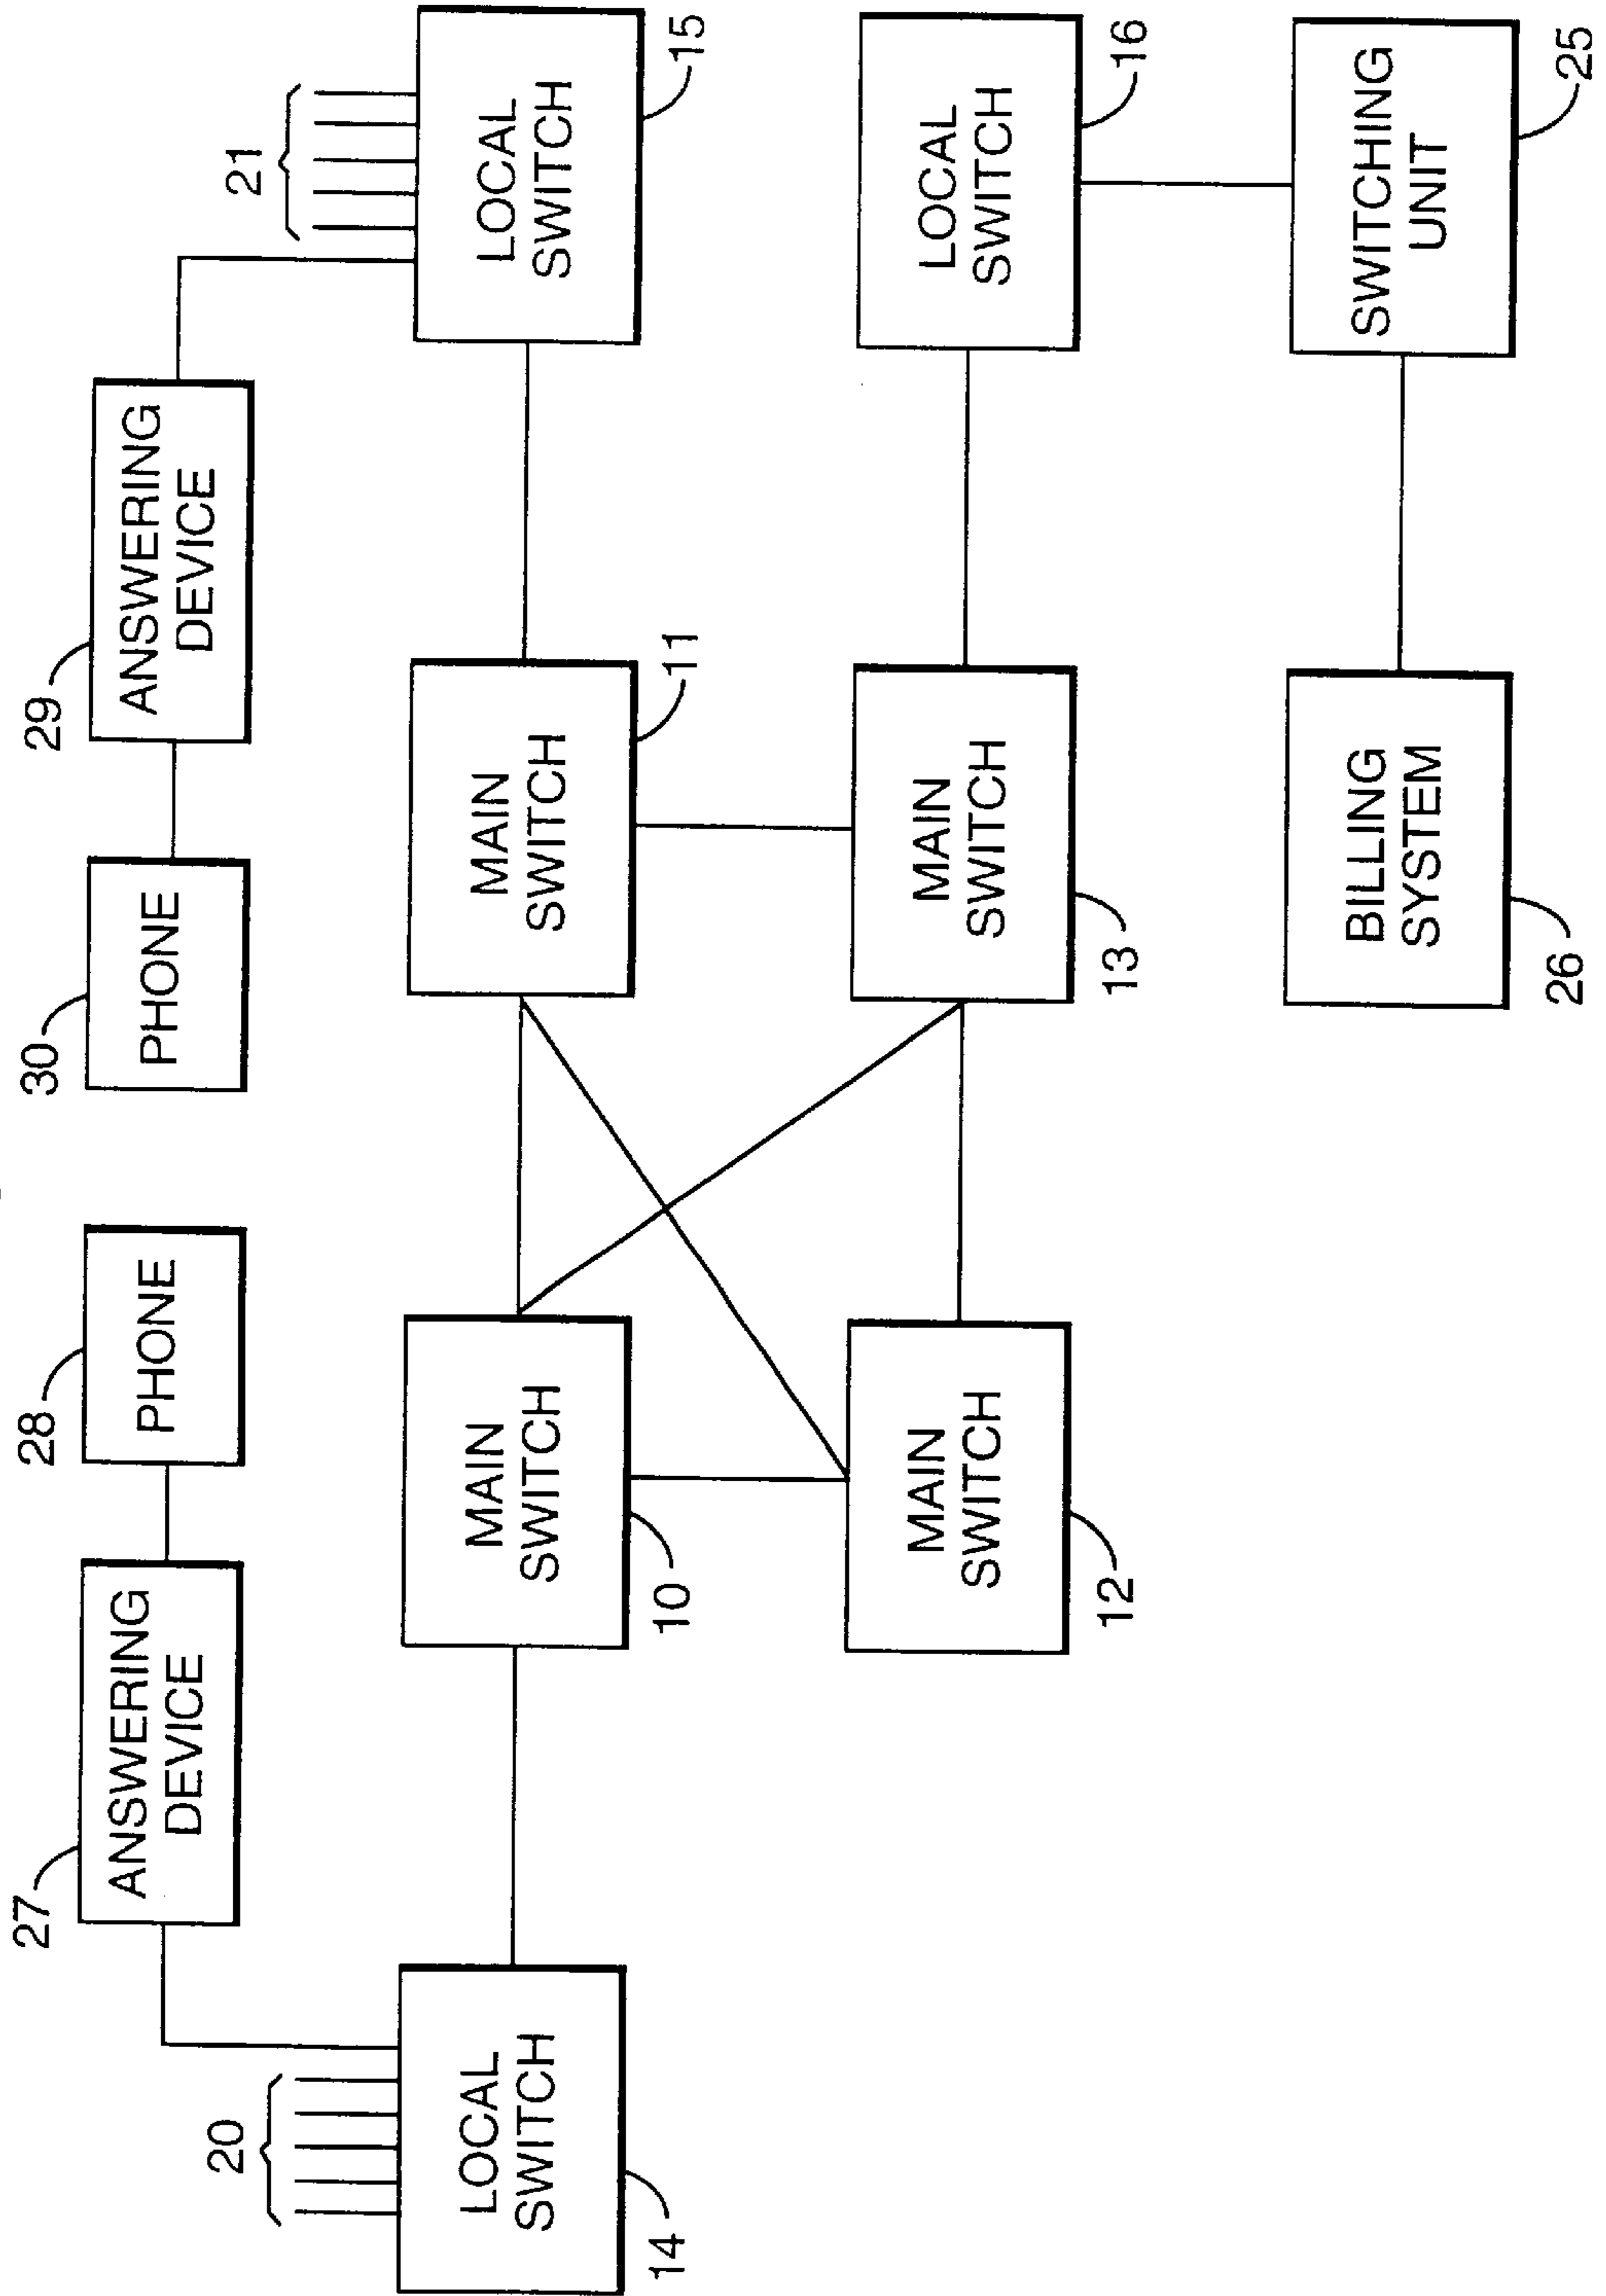 27
ANSWERING
DEVICE
28
PHONE
30
PHONE
29
ANSWERING
DEVICE
20
21
LOCAL
SWITCH
14
MAIN
SWITCH
10
MAIN
SWITCH
11
LOCAL
SWITCH
15
MAIN
SWITCH
12
MAIN
SWITCH
13
LOCAL
SWITCH
16
BILLING
SYSTEM
26
SWITCHING
UNIT
25